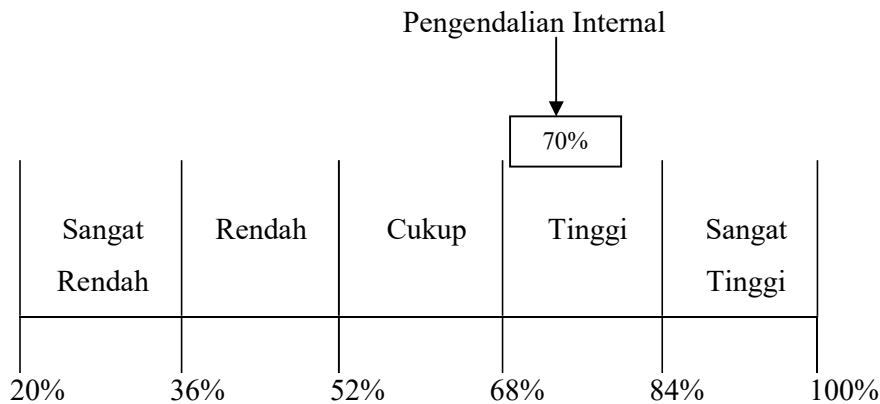 Pengendalian Internal
70%
Sangat Rendah Cukup Tinggi Sangat
Rendah Tinggi
20% 36% 52% 68% 84% 100%